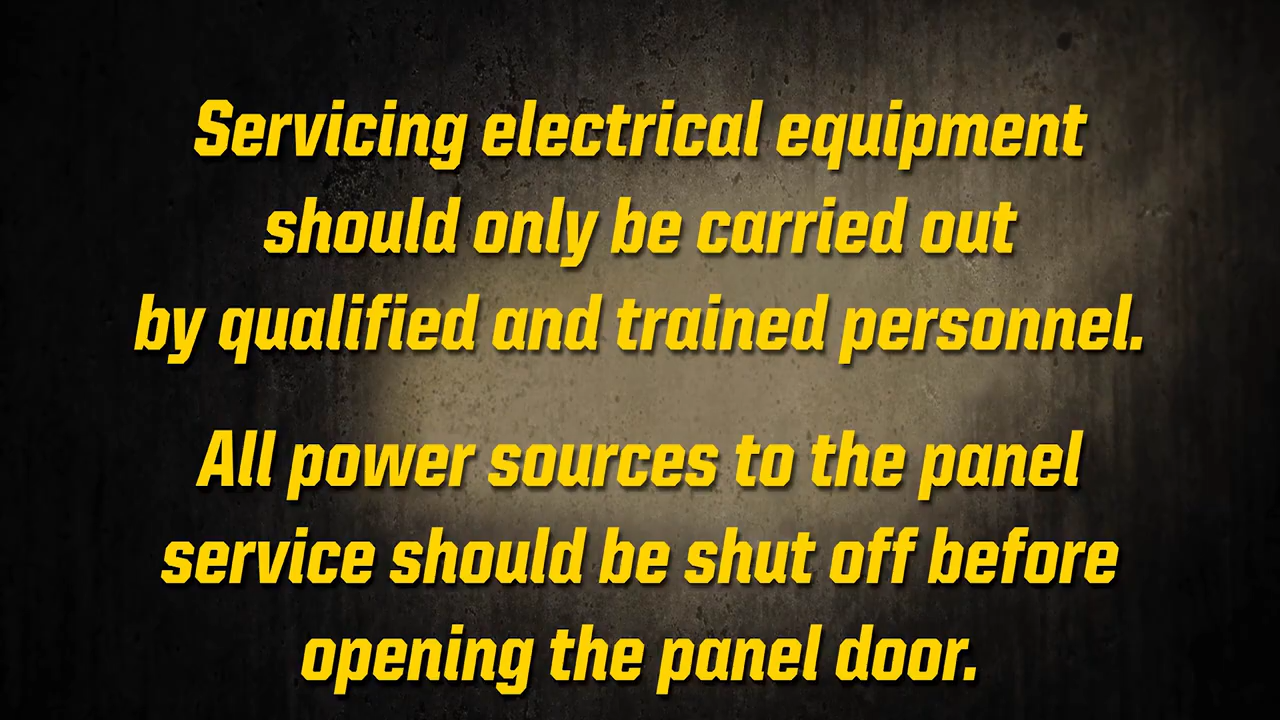 Servicing electrical equipment
should only be carried out
by qualified and trained personnel.
All power sources to the panel
service should be shut off before
opening the panel door.